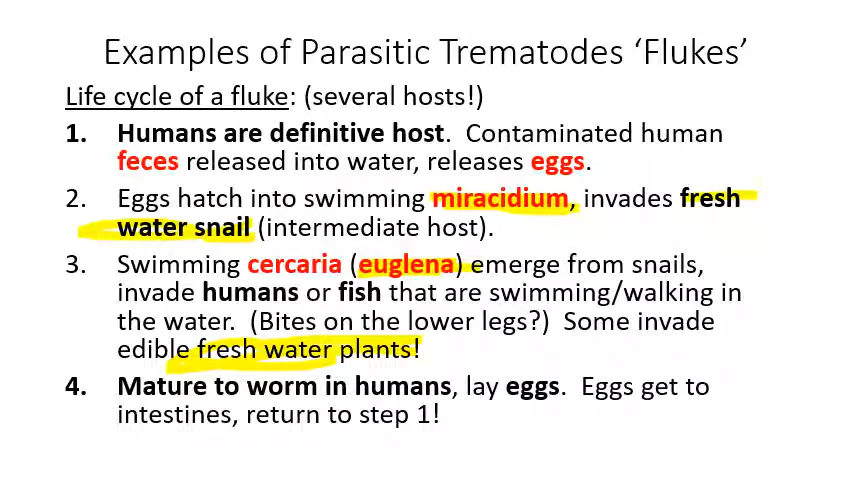 Examples of Parasitic Trematodes ‘Flukes’
Life cycle of a fluke: (several hosts!)
1. Humans are definitive host. Contaminated human
feces released into water, releases eggs.
2. Eggs hatch into swimming miracidium, invades fresh
water snail (intermediate host).
3. Swimming cercaria (euglena) emerge from snails,
invade humans or fish that are swimming/walking in
the water. (Bites on the lower legs?) Some invade
edible fresh water plants!
4. Mature to worm in humans, lay eggs. Eggs get to
intestines, return to step 1!